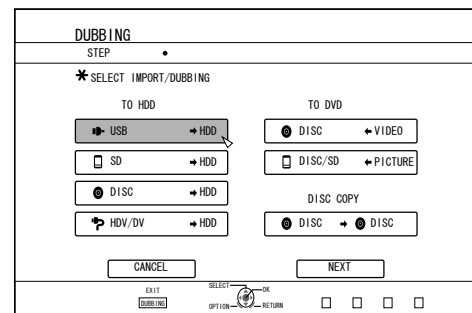 DUBBING
STEP
SELECT IMPORT/DUBBING
TO HDD
USB → HDD
SD → HDD
DISC → HDD
HDV/DV → HDD
TO DVD
DISC ← VIDEO
DISC/SD ← PICTURE
DISC COPY
DISC → DISC
CANCEL
NEXT
EXIT
DUBBING
SELECT
OK
OPTION
RETURN